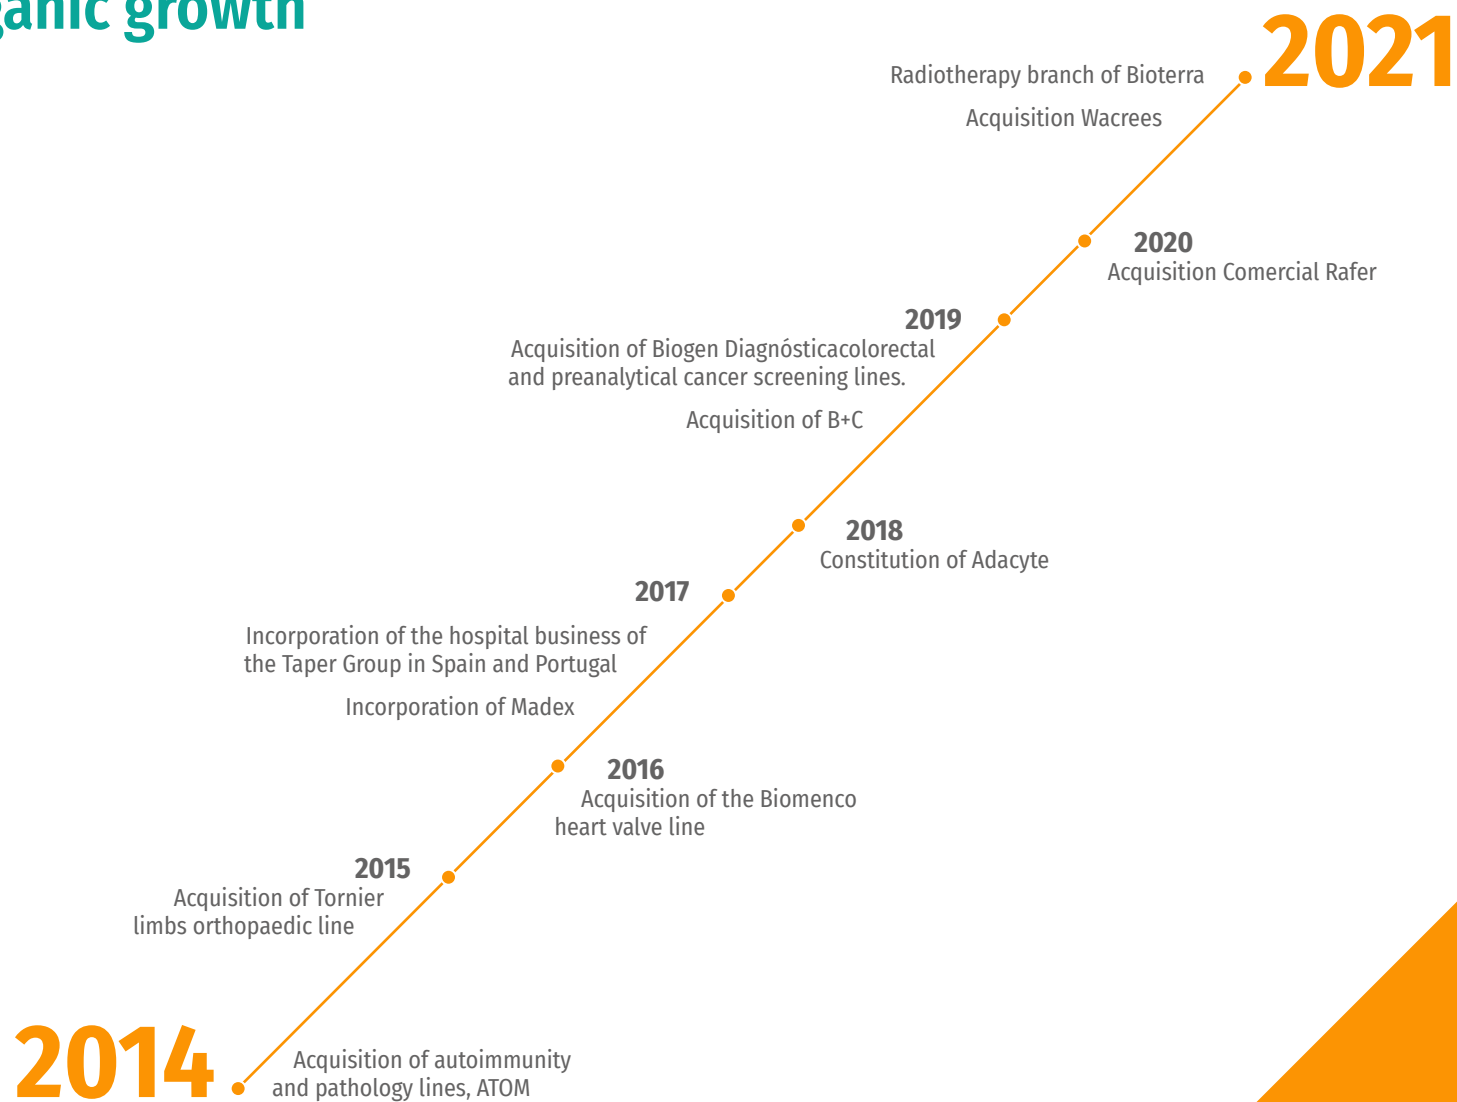 ganic growth
2021
Radiotherapy branch of Bioterra
Acquisition Wacrees
2020
Acquisition Comercial Rafer
2019
Acquisition of Biogen Diagnósticacolorectal
and preanalytical cancer screening lines.
Acquisition of B+C
2018
Constitution of Adacyte
2017
Incorporation of the hospital business of
the Taper Group in Spain and Portugal
Incorporation of Madex
2016
Acquisition of the Biomenco
heart valve line
2015
Acquisition of Tornier
limbs orthopaedic line
2014
Acquisition of autoimmunity
and pathology lines, ATOM